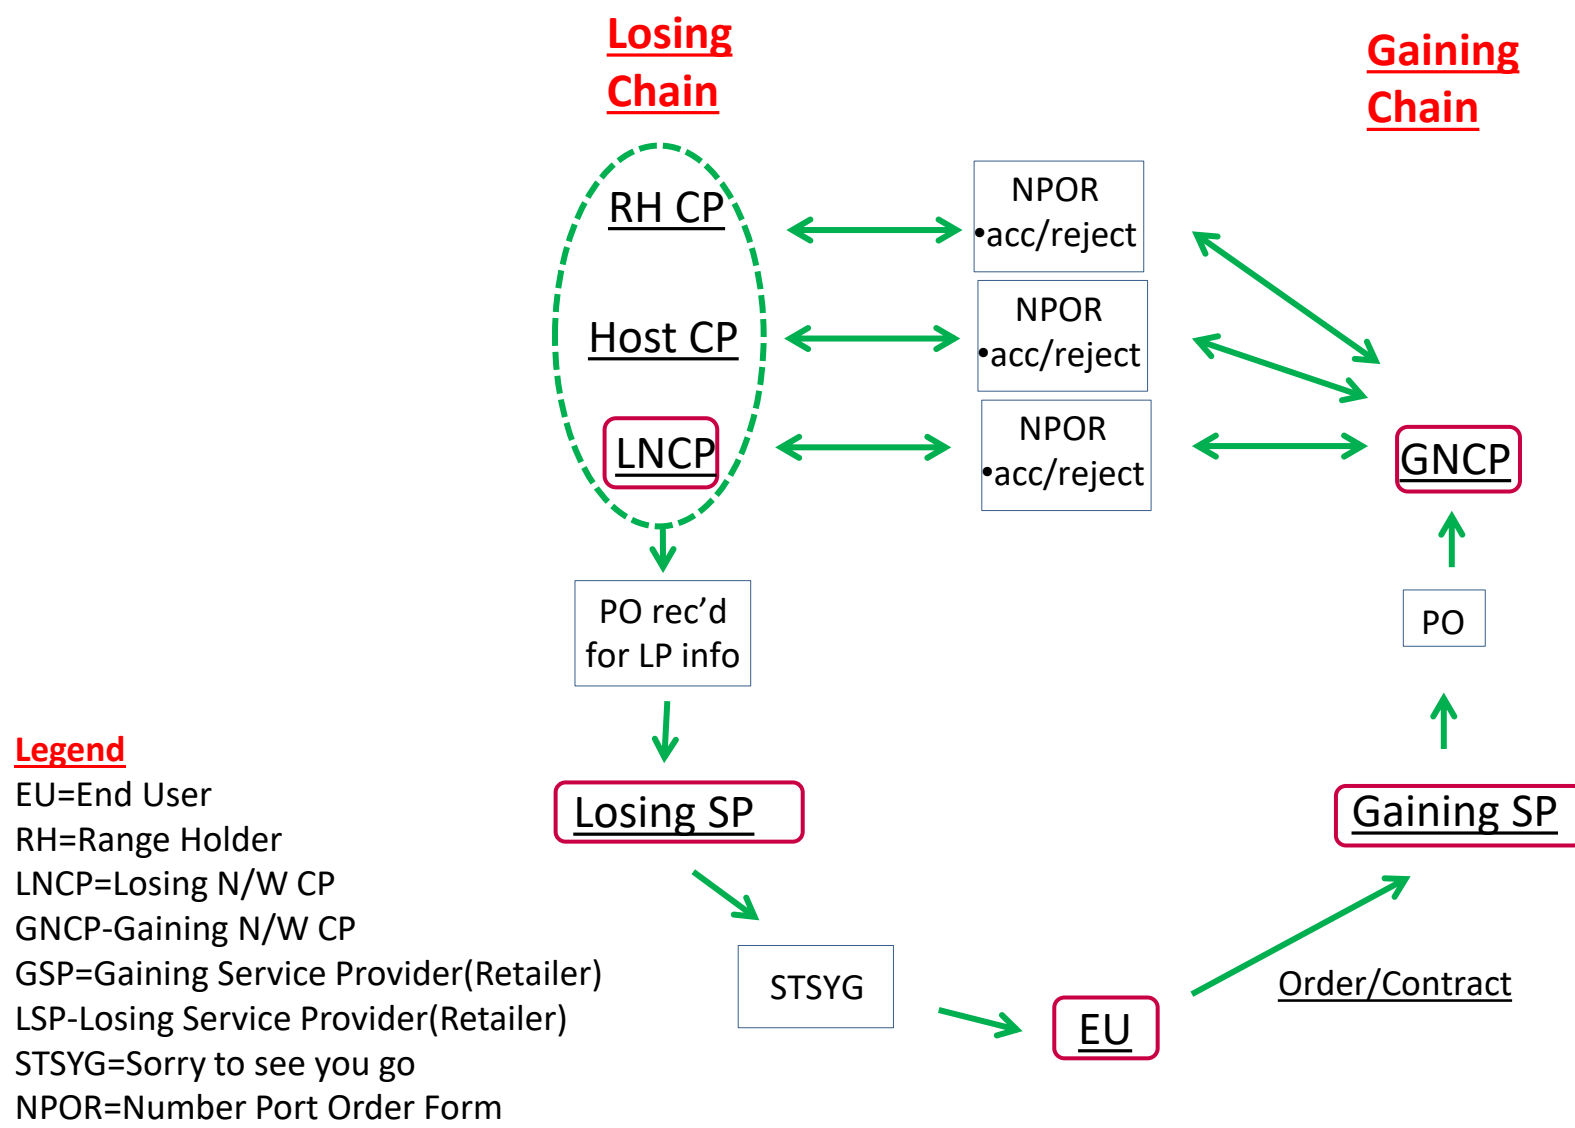 Losing
Chain
Gaining
Chain
RH CP
NPOR
•acc/reject
Host CP
NPOR
•acc/reject
LNCP
NPOR
•acc/reject
GNCP
PO rec’d
for LP info
PO
Losing SP
Gaining SP
STSYG
EU
Order/Contract
Legend
EU=End User
RH=Range Holder
LNCP=Losing N/W CP
GNCP-Gaining N/W CP
GSP=Gaining Service Provider(Retailer)
LSP-Losing Service Provider(Retailer)
STSYG=Sorry to see you go
NPOR=Number Port Order Form